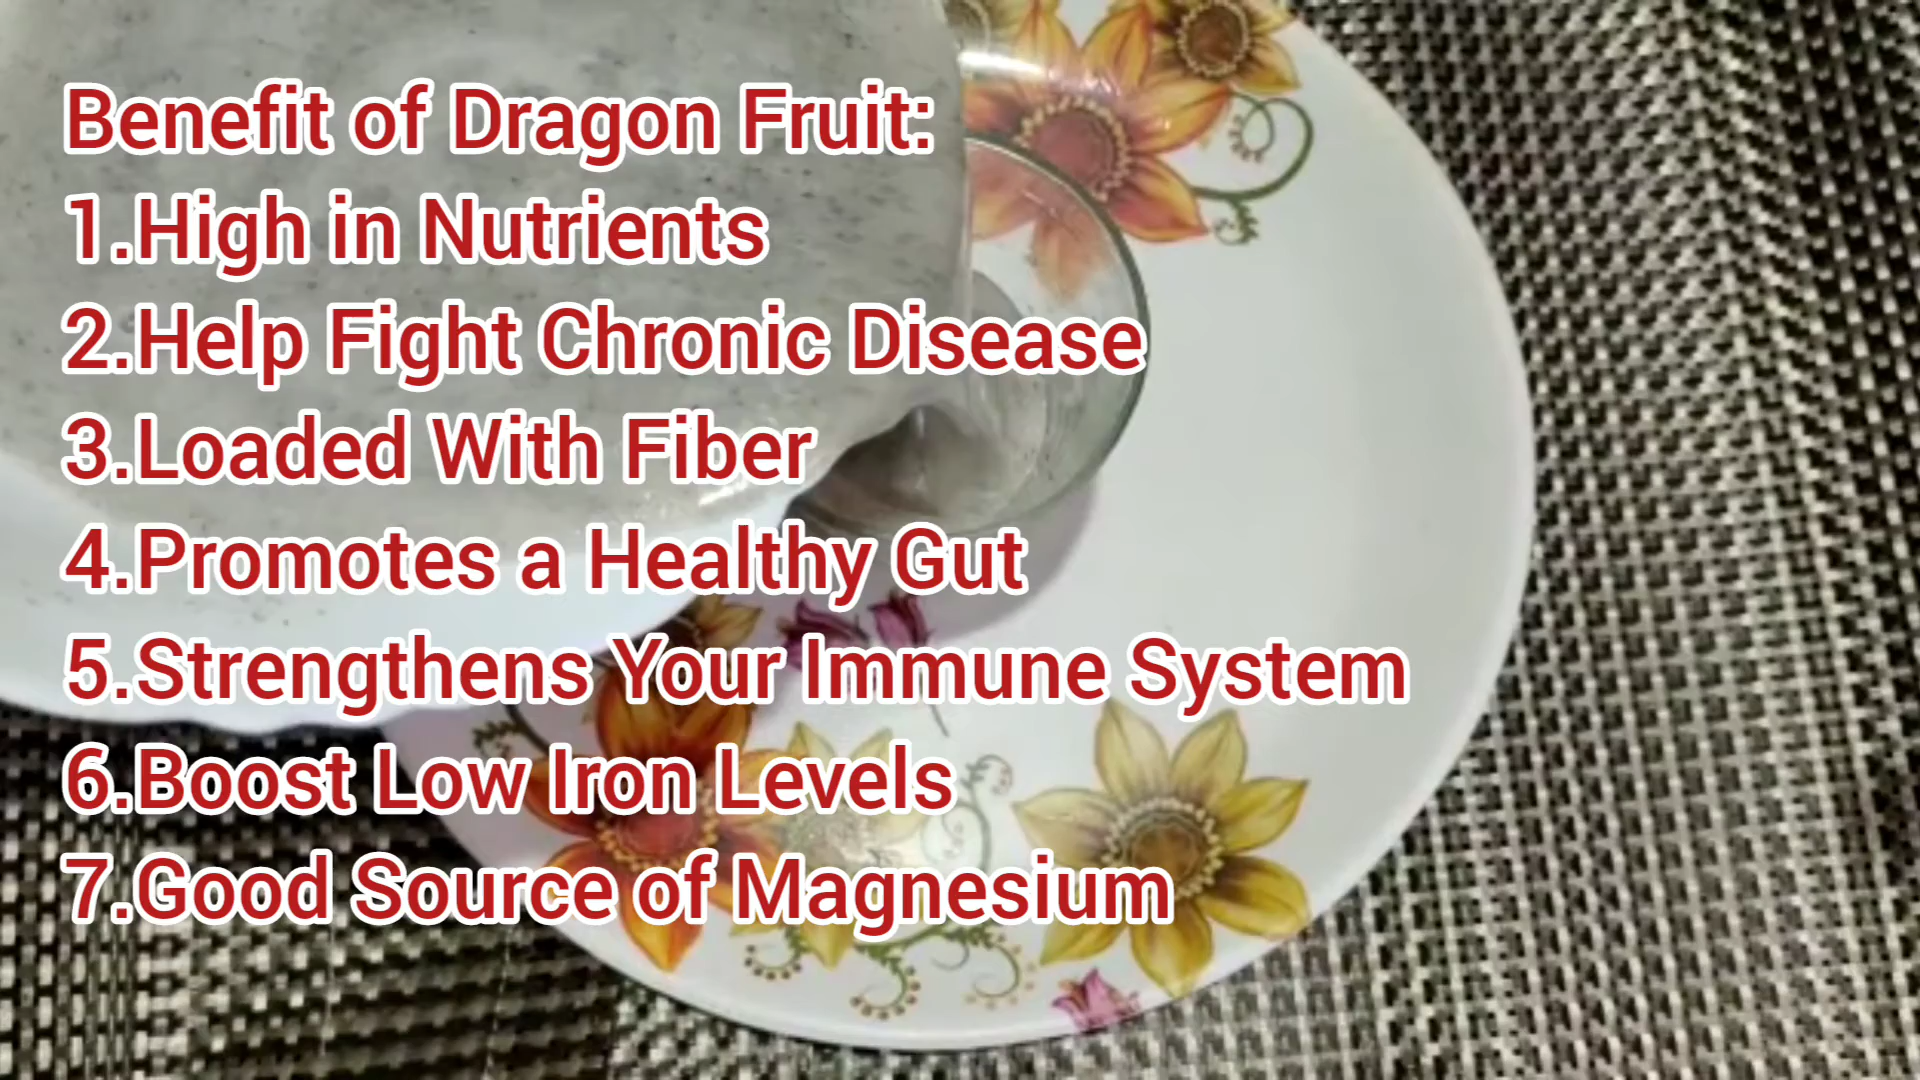 Benefit of Dragon Fruit:
1.High in Nutrients
2.Help Fight Chronic Disease
3.Loaded With Fiber
4.Promotes a Healthy Gut
5.Strengthens Your Immune System
6.Boost Low Iron Levels
7.Good Source of Magnesium